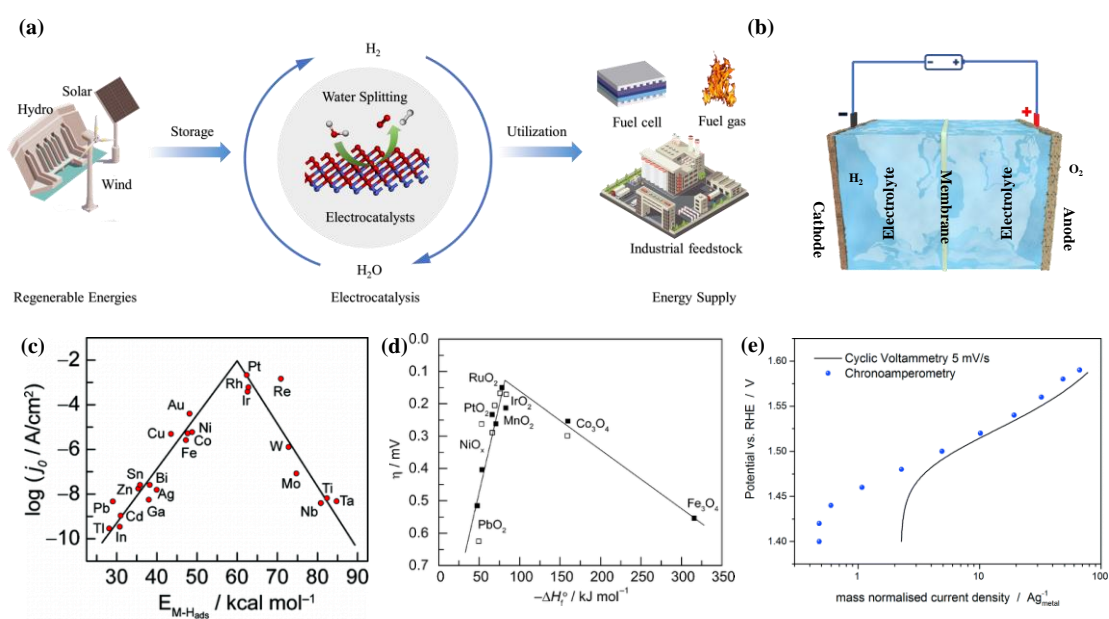 (a)
H₂
Solar
Hydro
Wind
Storage
Water Splitting
Electrocatalysts
Utilization
Fuel cell
Fuel gas
Industrial feedstock
H₂O
Regenerable Energies
Electrocatalysis
Energy Supply
(b)
−
+
−
+
H₂
O₂
Cathode
Electrolyte
Membrane
Electrolyte
Anode
(c)
log (j₀ / A/cm²)
−2
−4
−6
−8
−10
Pt
Rh
Ir
Re
Au
Cu
Ni
Co
Fe
W
Mo
Sn
Bi
Zn
Ag
Ga
Pb
Cd
Tl
In
Ti
Ta
Nb
30
40
50
60
70
80
90
E_M-Hads / kcal mol⁻¹
(d)
η / mV
0.0
0.1
0.2
0.3
0.4
0.5
0.6
0.7
RuO₂
PtO₂
IrO₂
MnO₂
NiOₓ
PbO₂
Co₃O₄
Fe₃O₄
0
50
100
150
200
250
300
350
−ΔH_f° / kJ mol⁻¹
(e)
Potential vs. RHE / V
1.60
1.55
1.50
1.45
1.40
Cyclic Voltammetry 5 mV/s
Chronoamperometry
1
10
100
mass normalised current density / Ag⁻¹metal